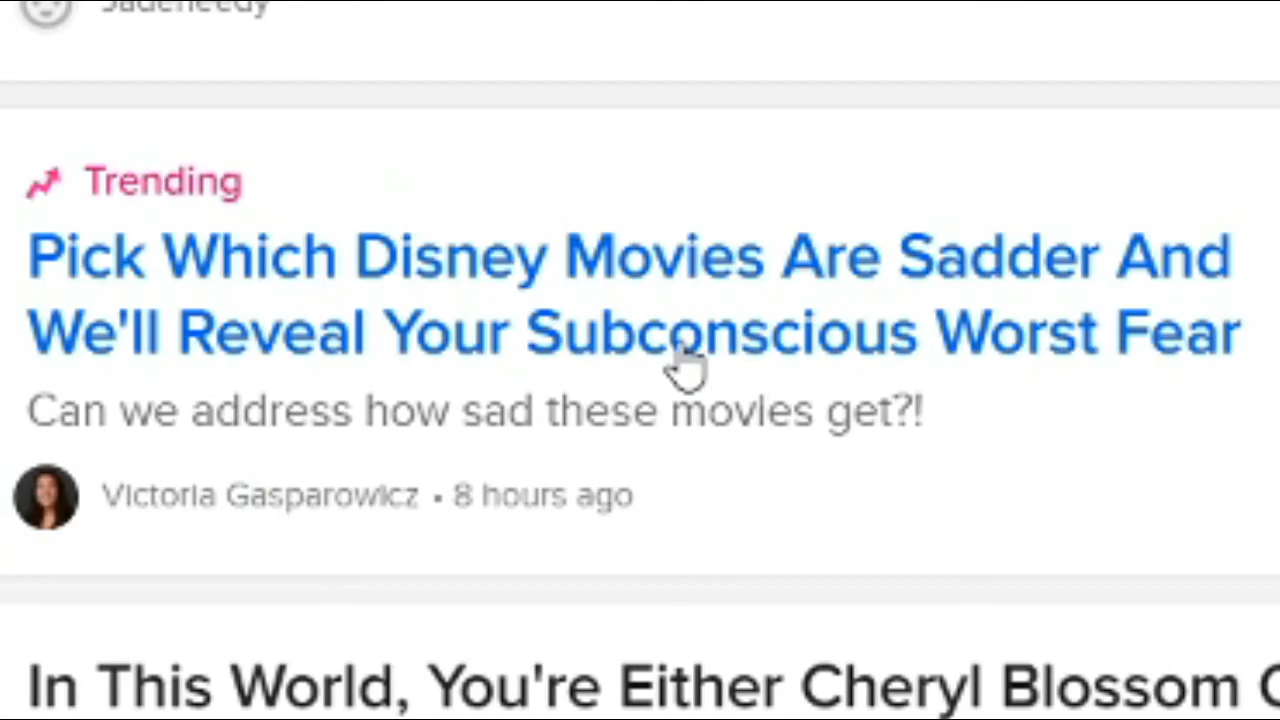 Trending
Pick Which Disney Movies Are Sadder And
We'll Reveal Your Subconscious Worst Fear
Can we address how sad these movies get?!
Victoria Gasparowicz • 8 hours ago
In This World, You're Either Cheryl Blossom